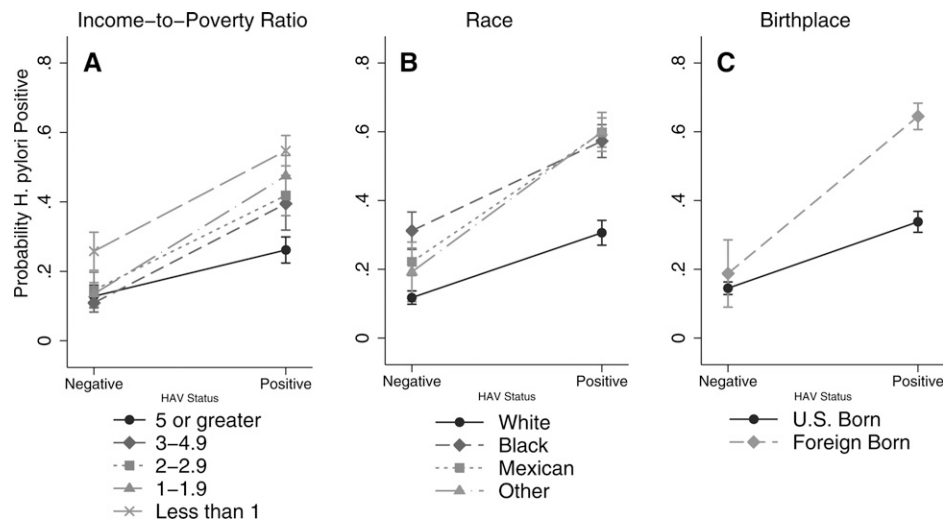 Income-to-Poverty Ratio
Race
Birthplace
Probability H. pylori Positive
A
.8
.6
.4
.2
0
Negative
Positive
HAV Status
5 or greater
3-4.9
2-2.9
1-1.9
Less than 1
B
.8
.6
.4
.2
0
Negative
Positive
HAV Status
White
Black
Mexican
Other
C
.8
.6
.4
.2
0
Negative
Positive
HAV Status
U.S. Born
Foreign Born